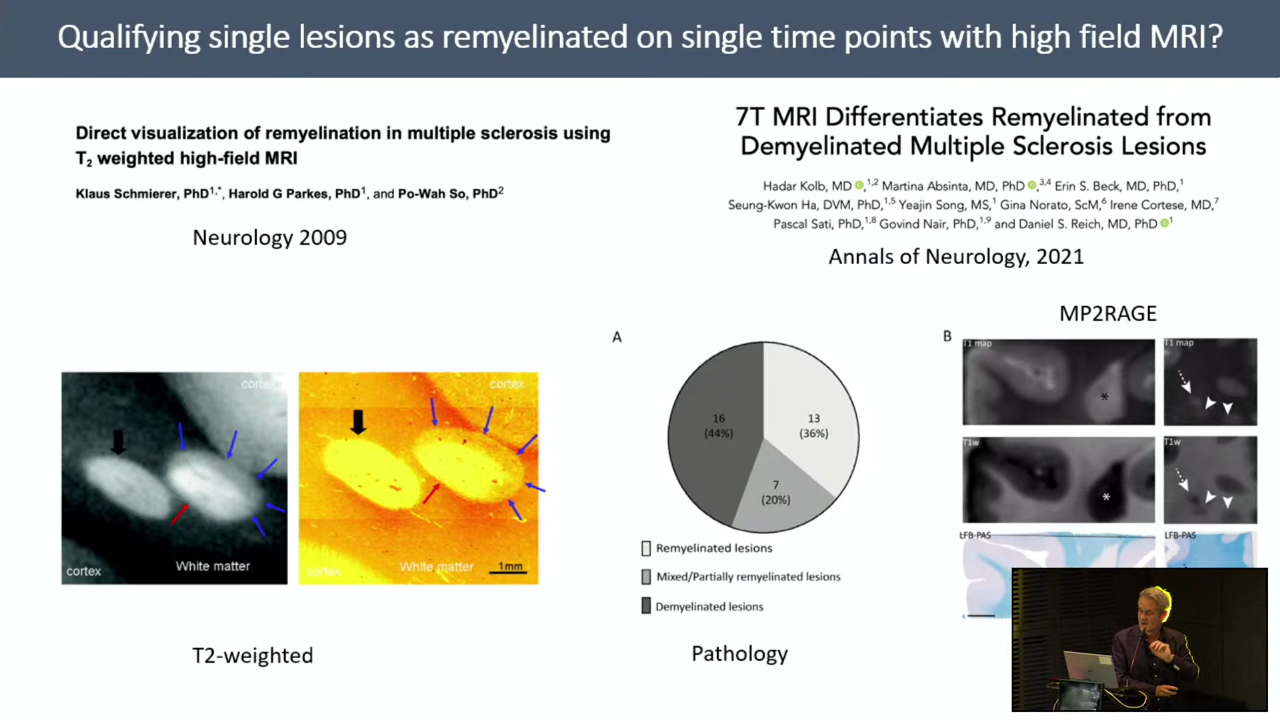 Qualifying single lesions as remyelinated on single time points with high field MRI?
Direct visualization of remyelination in multiple sclerosis using
T2 weighted high-field MRI
Klaus Schmierer, PhD1,*, Harold G Parkes, PhD1, and Po-Wah So, PhD2
Neurology 2009
7T MRI Differentiates Remyelinated from
Demyelinated Multiple Sclerosis Lesions
Hadar Kolb, MD ,1,2 Martina Absinta, MD, PhD ,3,4 Erin S. Beck, MD, PhD,1
Seung-Kwon Ha, DVM, PhD,1,5 Yeajin Song, MS,1 Gina Norato, ScM,6 Irene Cortese, MD,7
Pascal Sati, PhD,1,8 Govind Nair, PhD,1,9 and Daniel S. Reich, MD, PhD 1
Annals of Neurology, 2021
cortex
cortex
White matter
cortex
cortex
White matter
1mm
T2-weighted
A
16
(44%)
13
(36%)
7
(20%)
Remyelinated lesions
Mixed/Partially remyelinated lesions
Demyelinated lesions
Pathology
MP2RAGE
B
T1 map
T1 map
*
T1w
T1w
*
LFB-PAS
LFB-PAS